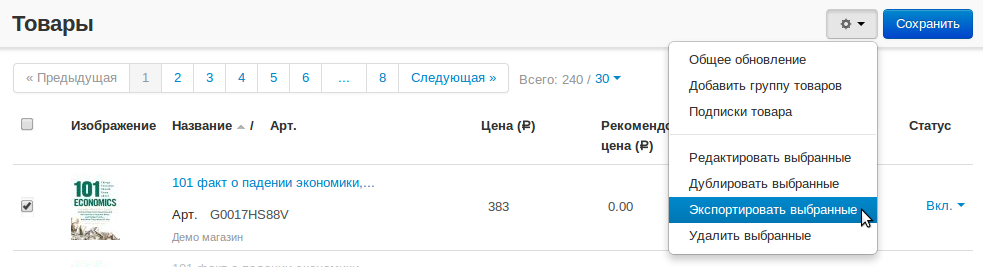 Товары
Сохранить
« Предыдущая 1 2 3 4 5 6 ... 8 Следующая » Всего: 240 / 30
Общее обновление
Добавить группу товаров
Подписки товара
Редактировать выбранные
Дублировать выбранные
Экспортировать выбранные
Удалить выбранные
Изображение Название / Арт. Цена (₽) Рекомендо
цена (₽) Статус
101
ECONOMICS
101 факт о падении экономики,...
Арт. G0017HS88V 383 0.00 Вкл.
Демо магазин
101 факт о падении экономики